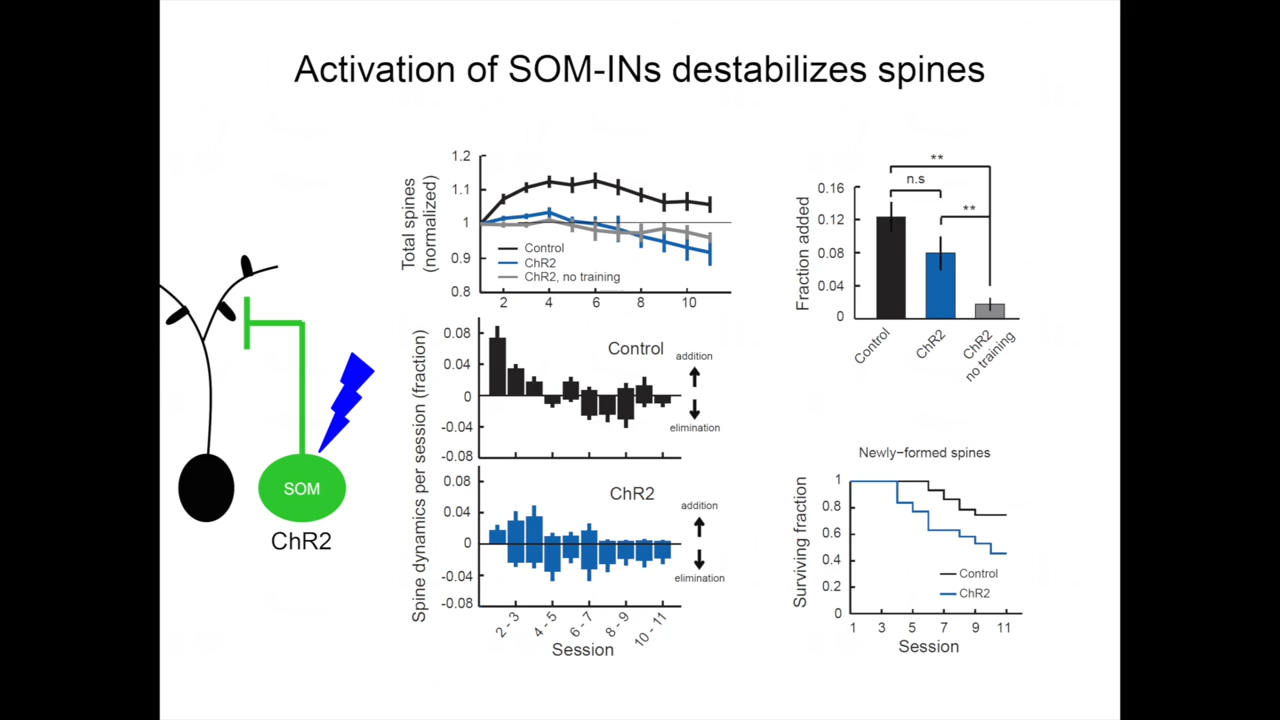 Activation of SOM-INs destabilizes spines
SOM
ChR2
Total spines
(normalized)
1.2
1.1
1
0.9
0.8
Control
ChR2
ChR2, no training
2 4 6 8 10
Spine dynamics per session (fraction)
0.08
0.04
0
-0.04
-0.08
Control
addition
elimination
0.08
0.04
0
-0.04
-0.08
ChR2
addition
elimination
2 - 3 4 - 5 6 - 7 8 - 9 10 - 11
Session
Fraction added
0.16
0.12
0.08
0.04
0
**
n.s
**
Control
ChR2
ChR2
no training
Newly−formed spines
Surviving fraction
1
0.8
0.6
0.4
0.2
0
Control
ChR2
1 3 5 7 9 11
Session